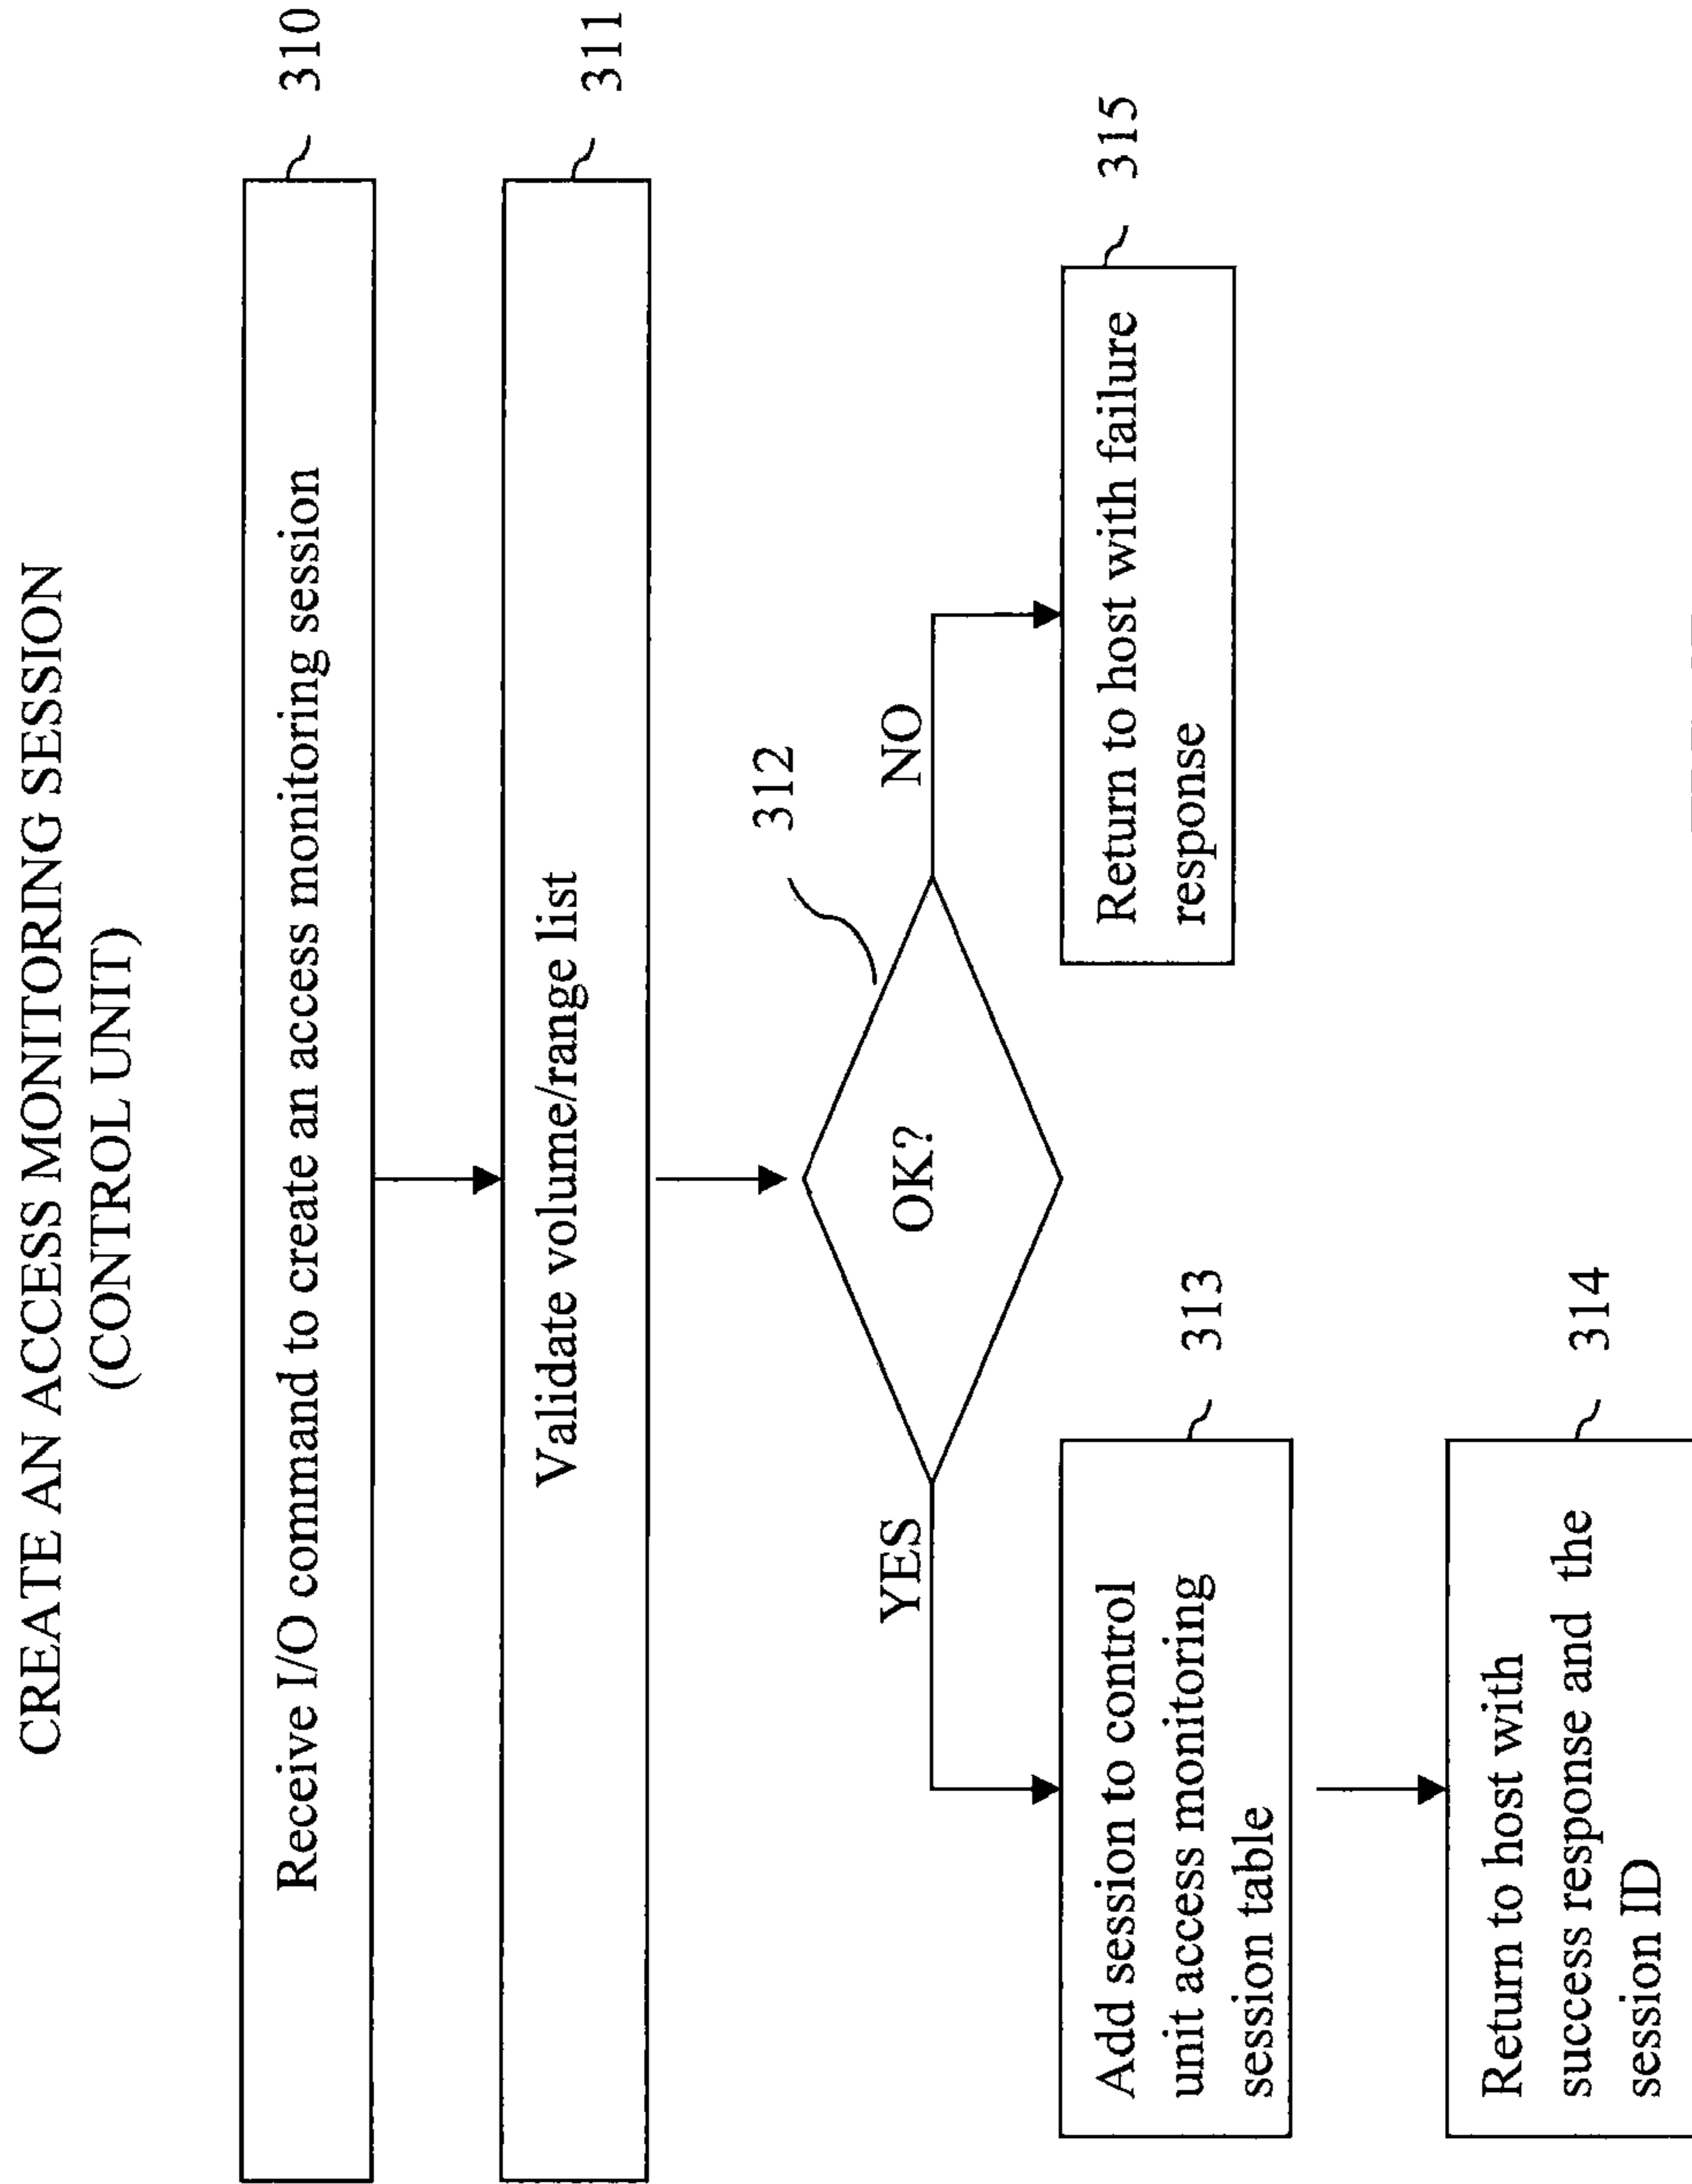 CREATE AN ACCESS MONITORING SESSION
(CONTROL UNIT)
Receive I/O command to create an access monitoring session
310
Validate volume/range list
311
312
OK?
YES
NO
Add session to control
unit access monitoring
session table
313
Return to host with failure
response
315
Return to host with
success response and the
session ID
314